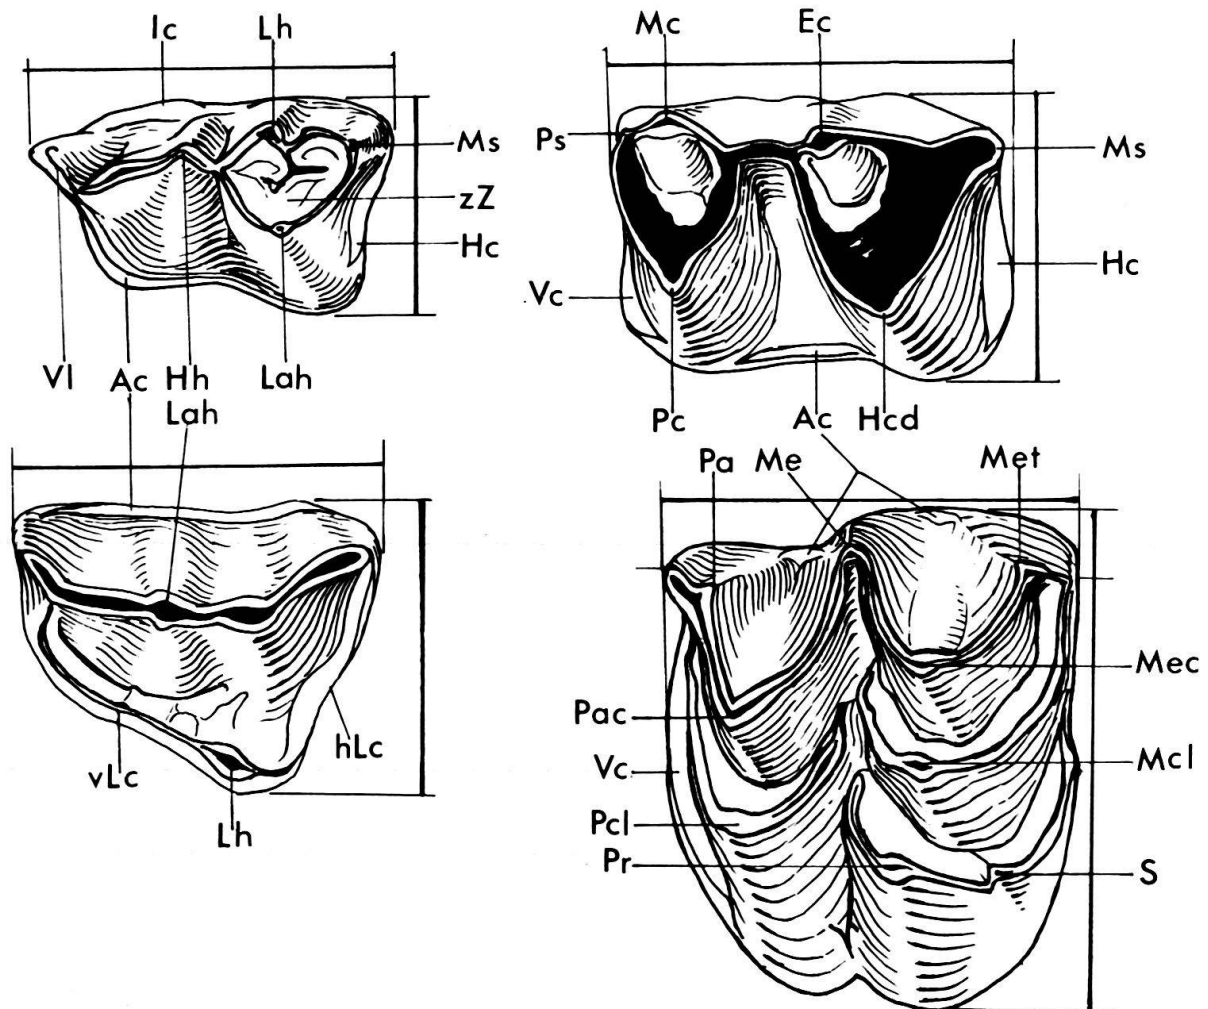 Ic Lh
Ms
zZ
Hc
Vl Ac Hh Lah
Lah
Mc Ec
Ps
Ms
Vc
Hc
Pc Ac Hcd
vLc
hLc
Lh
Pa Me Met
Mec
Pac
Vc
Mcl
Pcl
Pr
S